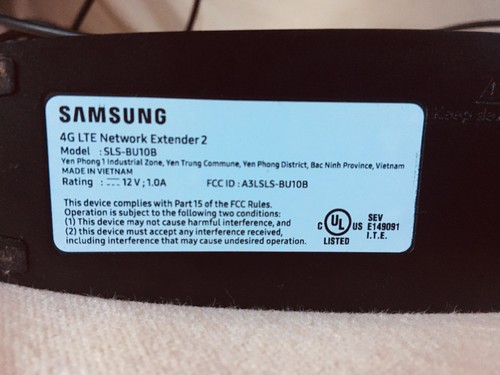 SAMSUNG
4G LTE Network Extender 2
Model : SLS-BU10B
Yen Phong 1 Industrial Zone, Yen Trung Commune, Yen Phong District, Bac Ninh Province, Vietnam
MADE IN VIETNAM
Rating : ⎓ 12 V ; 1.0A FCC ID : A3LSLS-BU10B
This device complies with Part 15 of the FCC Rules.
Operation is subject to the following two conditions:
(1) This device may not cause harmful interference, and
(2) this device must accept any interference received,
including interference that may cause undesired operation.
C UL US
LISTED
SEV
E149091
I.T.E.
Keep